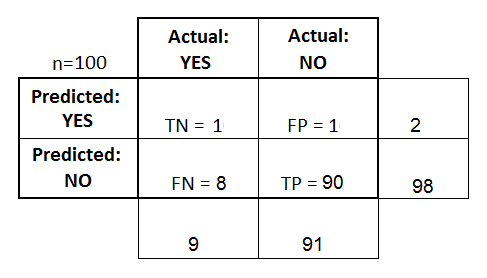 Actual: YES
Actual: NO
n=100
Predicted: YES
TN = 1
FP = 1
2
Predicted: NO
FN = 8
TP = 90
98
9
91